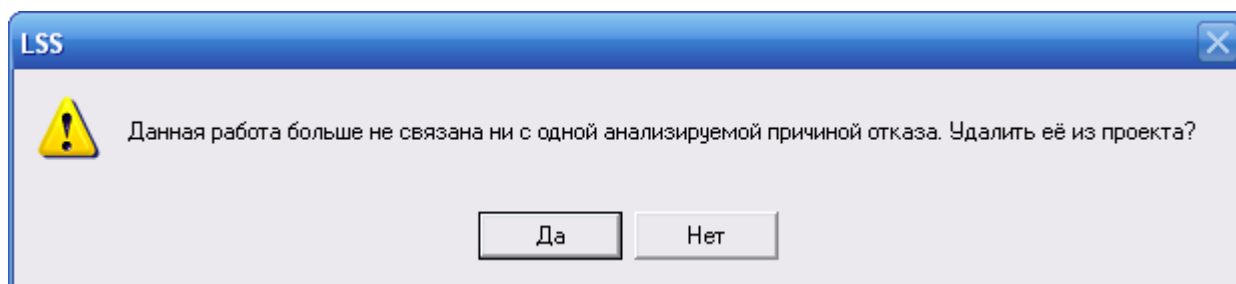 LSS
Данная работа больше не связана ни с одной анализируемой причиной отказа. Удалить её из проекта?
Да
Нет